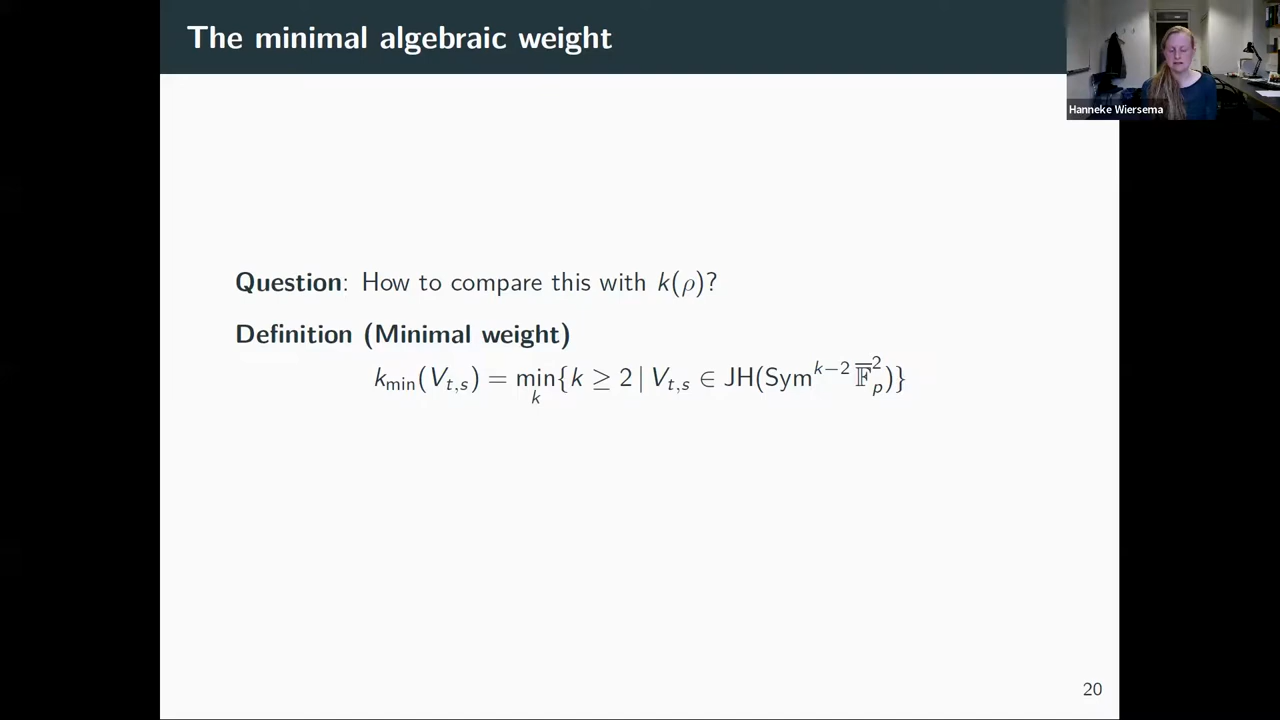 The minimal algebraic weight
Hanneke Wiersema
Question: How to compare this with k(ρ)?
Definition (Minimal weight)
k_min(V_{t,s}) = min_k{k ≥ 2 | V_{t,s} ∈ JH(Sym^{k−2} \overline{𝔽}_p^2)}
20